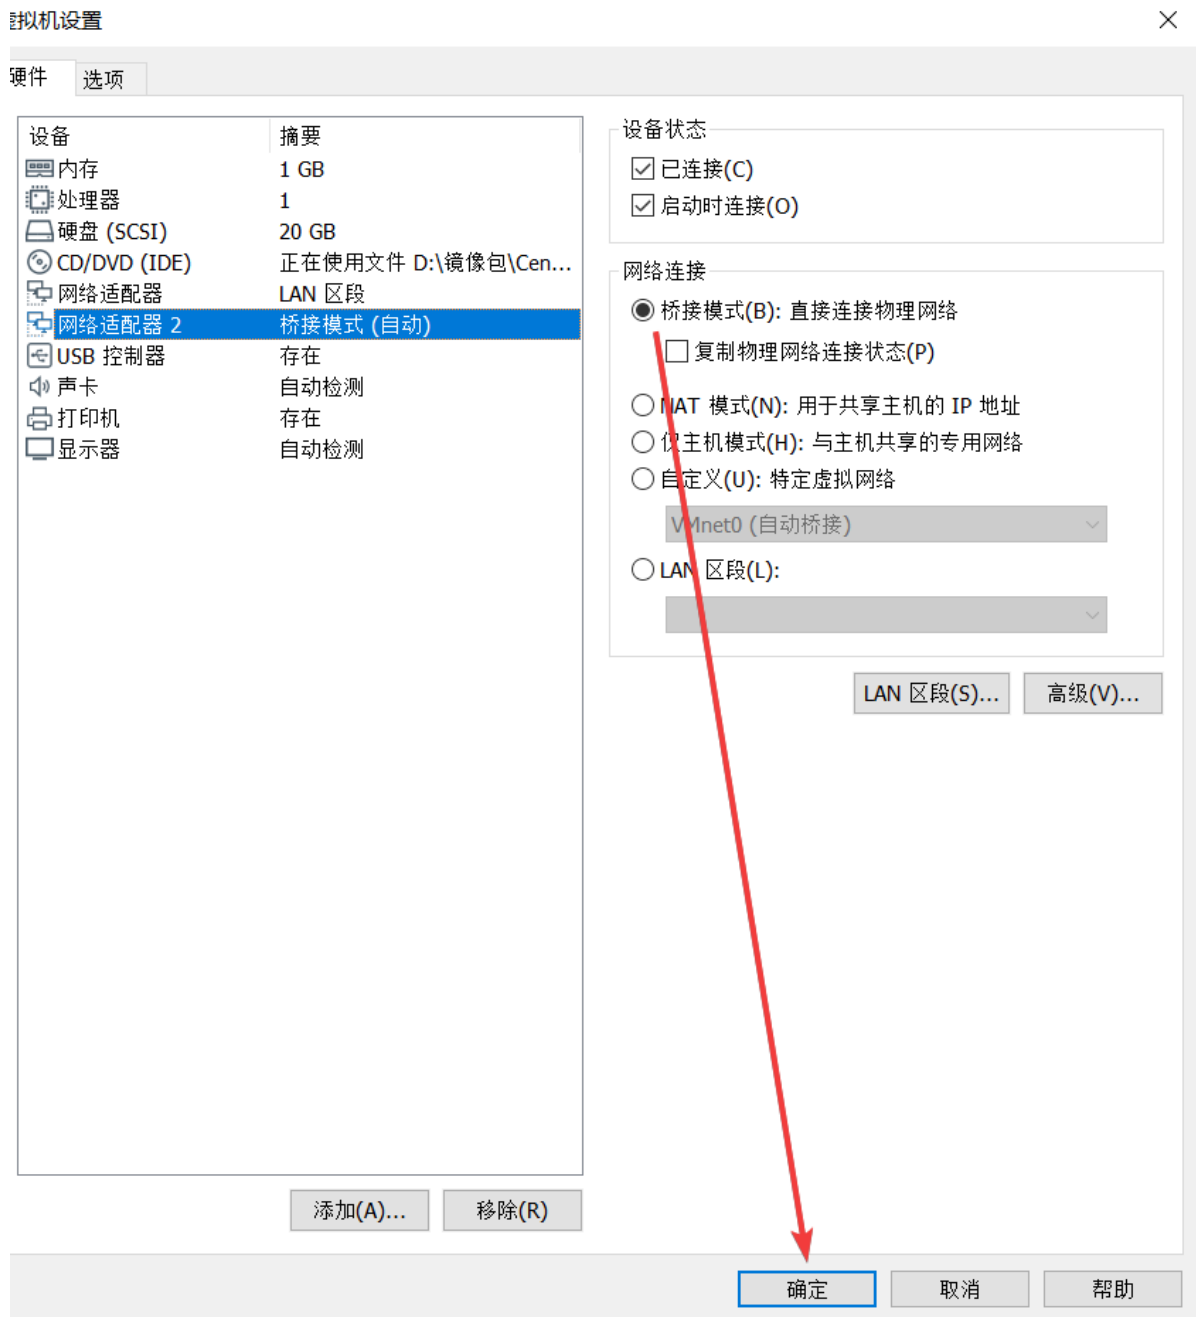 虚拟机设置
硬件
选项
设备 摘要
内存 1 GB
处理器 1
硬盘 (SCSI) 20 GB
CD/DVD (IDE) 正在使用文件 D:\镜像包\Cen...
网络适配器 LAN 区段
网络适配器 2 桥接模式 (自动)
USB 控制器 存在
声卡 自动检测
打印机 存在
显示器 自动检测
添加(A)...
移除(R)
设备状态
已连接(C)
启动时连接(O)
网络连接
桥接模式(B): 直接连接物理网络
复制物理网络连接状态(P)
NAT 模式(N): 用于共享主机的 IP 地址
仅主机模式(H): 与主机共享的专用网络
自定义(U): 特定虚拟网络
VMnet0 (自动桥接)
LAN 区段(L):
LAN 区段(S)...
高级(V)...
确定
取消
帮助